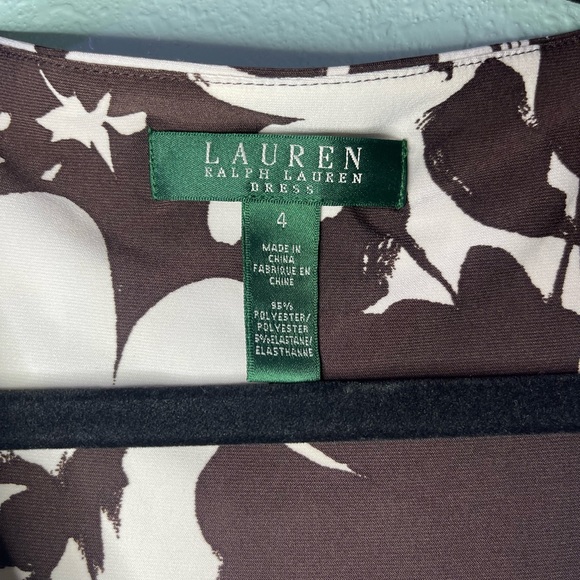 LAUREN
RALPH LAUREN
DRESS
4
MADE IN
CHINA
FABRIQUE EN
CHINE
95%
POLYESTER/
POLYESTER
5%ELASTANE/
ELASTHANNE